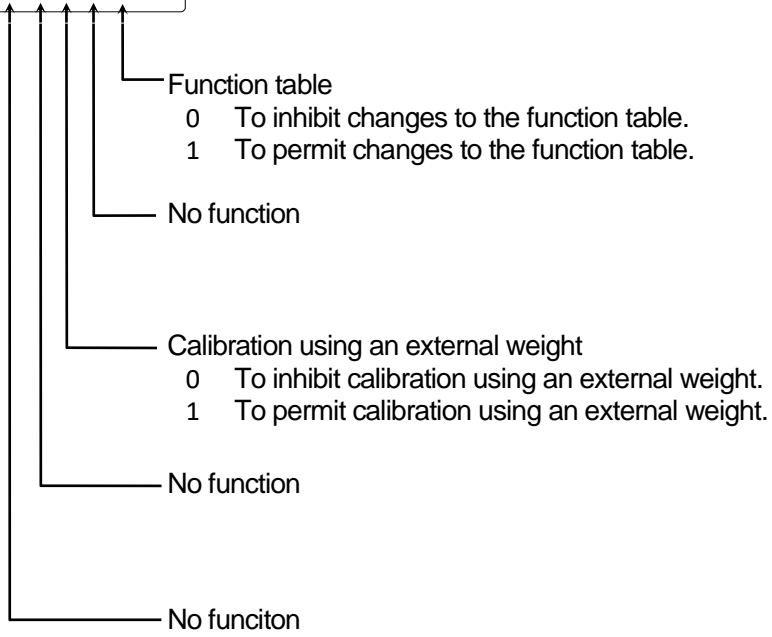 Function table
0 To inhibit changes to the function table.
1 To permit changes to the function table.
No function
Calibration using an external weight
0 To inhibit calibration using an external weight.
1 To permit calibration using an external weight.
No function
No funciton